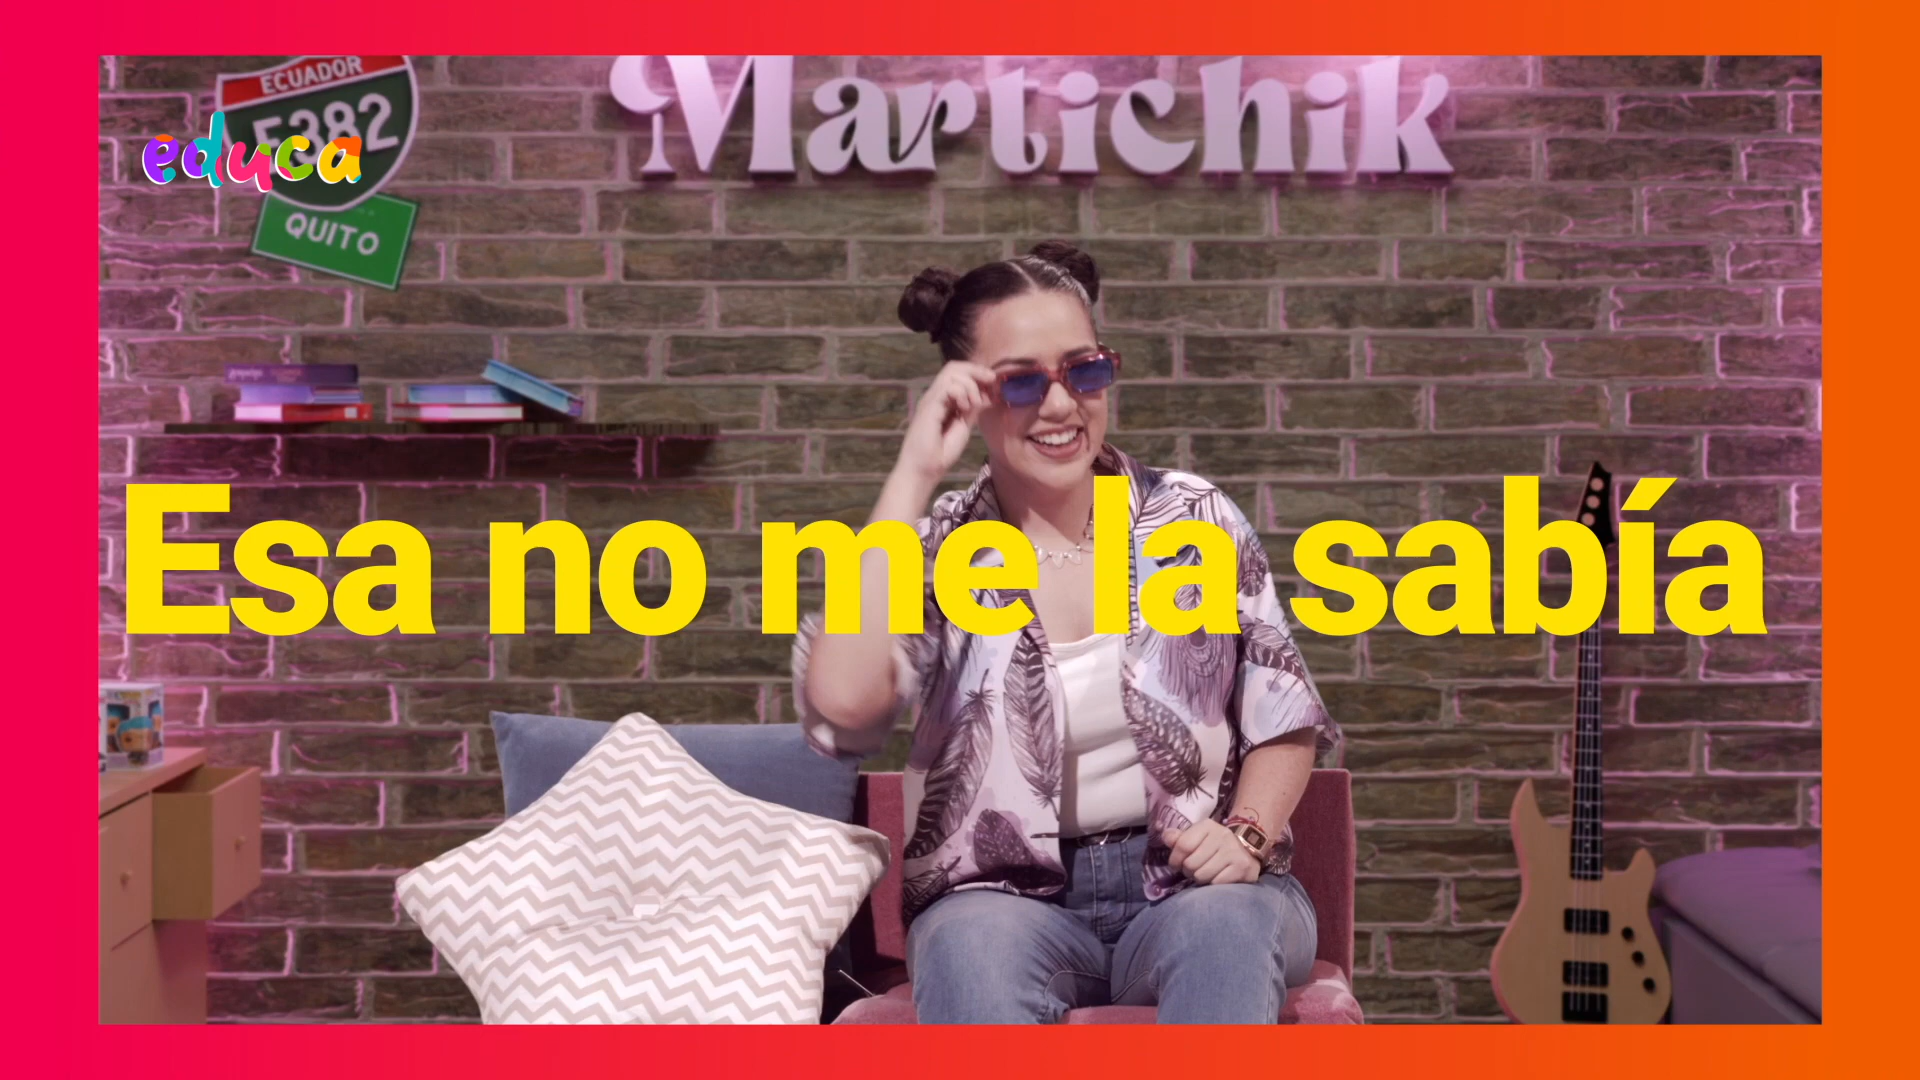 ECUADOR
E382
QUITO
educa
Martichik
Esa no me la sabía